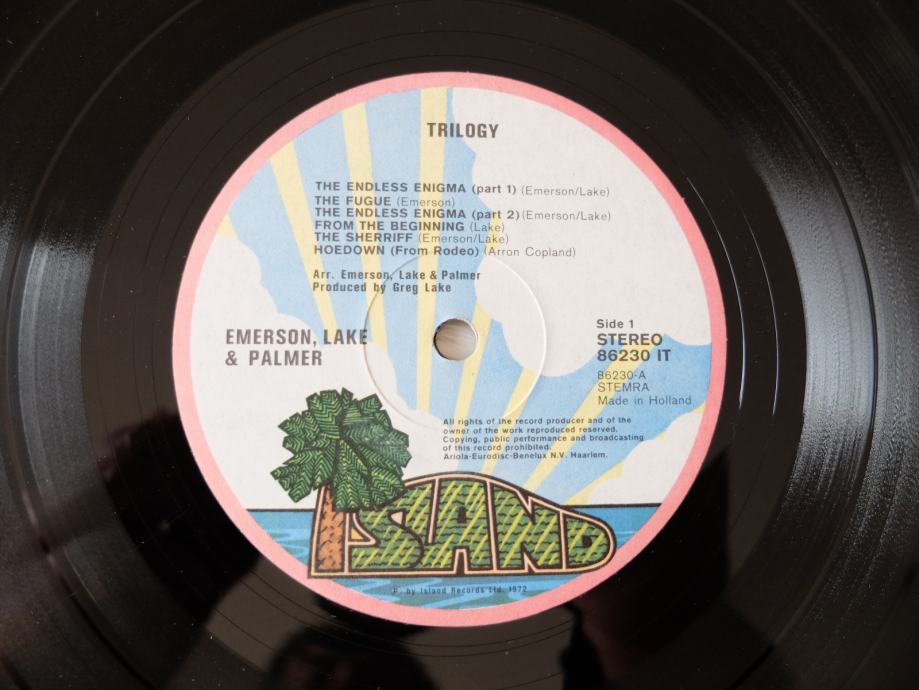 TRILOGY
THE ENDLESS ENIGMA (part 1) (Emerson/Lake)
THE FUGUE (Emerson)
THE ENDLESS ENIGMA (part 2) (Emerson/Lake)
FROM THE BEGINNING (Lake)
THE SHERRIFF (Emerson/Lake)
HOEDOWN (From Rodeo) (Arron Copland)
Arr. Emerson, Lake & Palmer
Produced by Greg Lake
EMERSON, LAKE
& PALMER
Side 1
STEREO
86230 IT
86230-A
STEMRA
Made in Holland
All rights of the record producer and of the
owner of the work reproduced reserved.
Copying, public performance and broadcasting
of this record prohibited.
Ariola-Eurodisc-Benelux N.V. Haarlem.
ISLAND
P. by Island Records Ltd. 1972